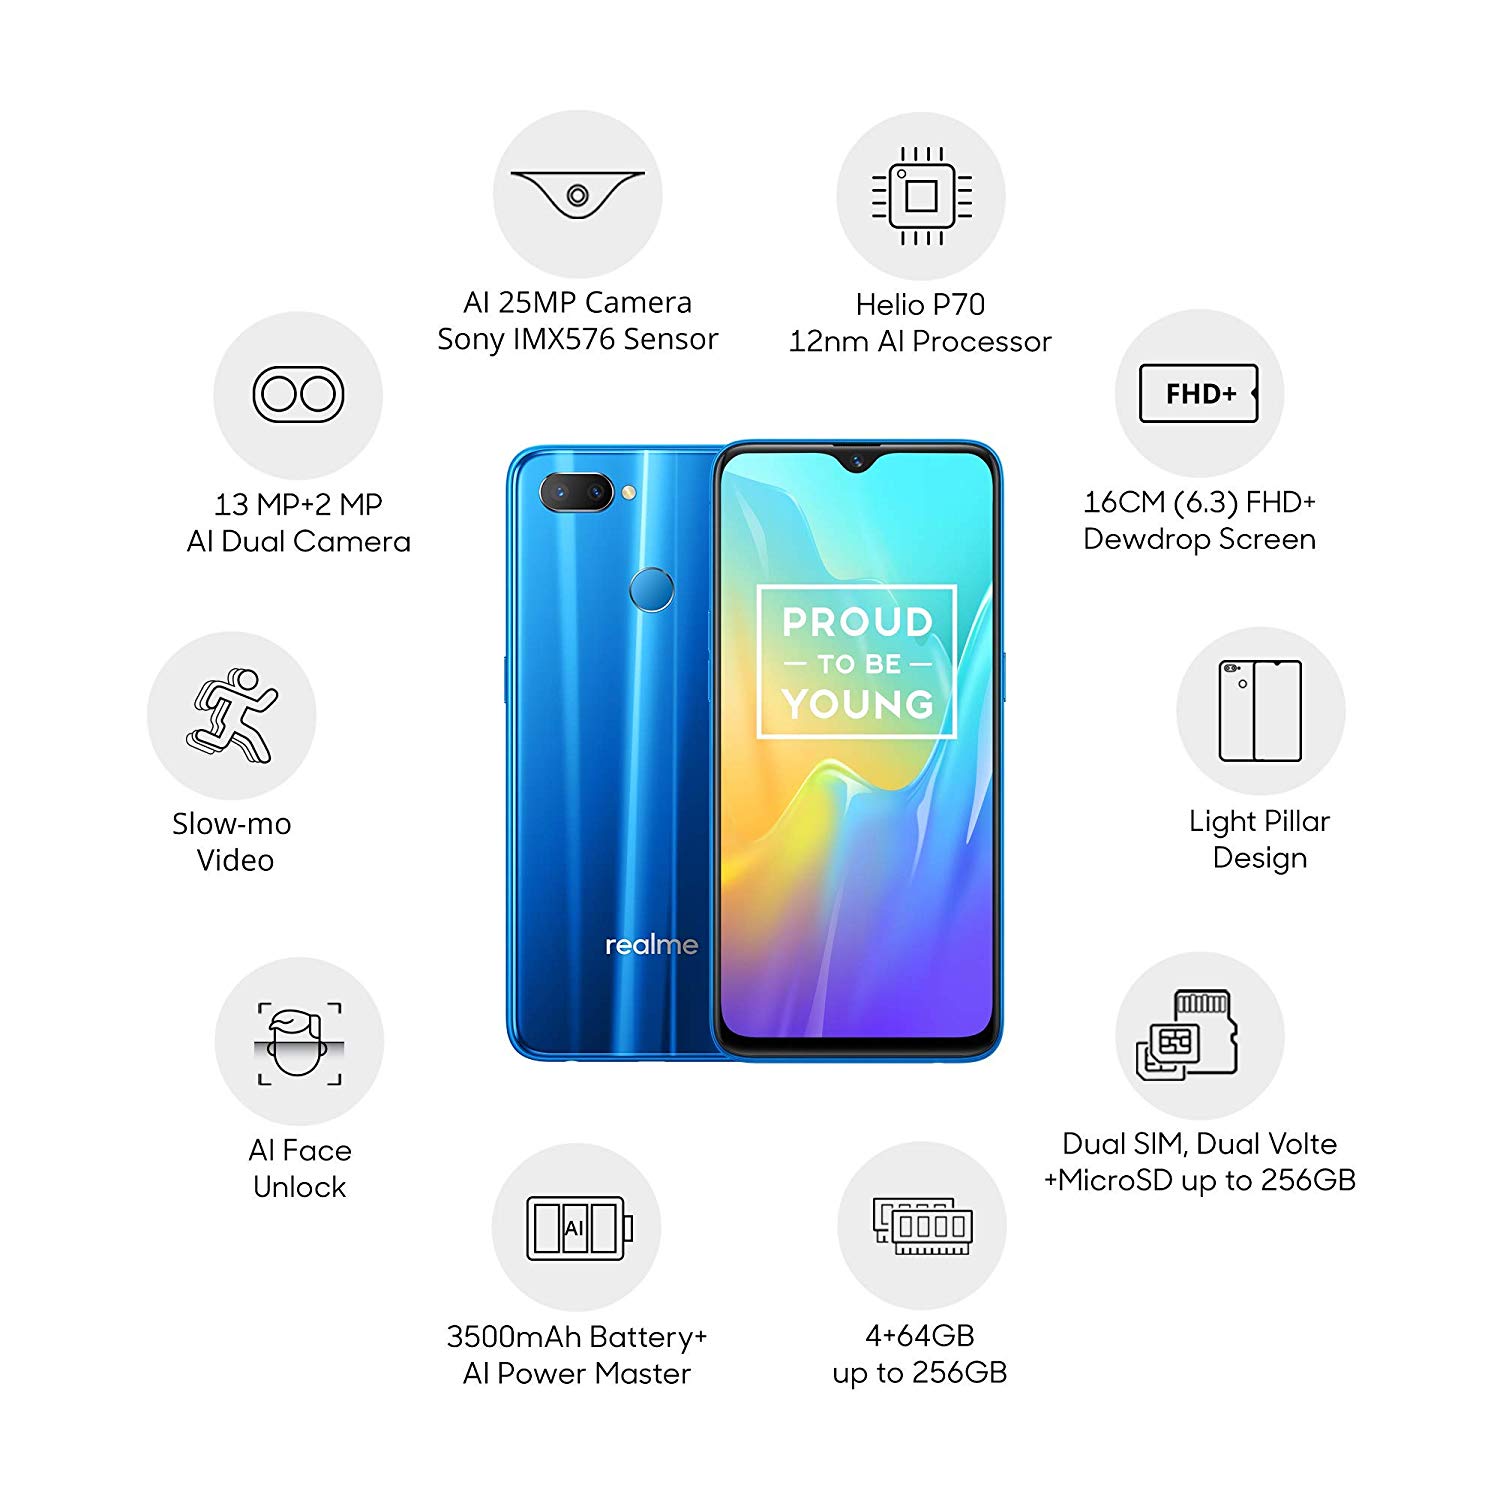 AI 25MP Camera
Sony IMX576 Sensor
Helio P70
12nm AI Processor
13 MP+2 MP
AI Dual Camera
FHD+
16CM (6.3) FHD+
Dewdrop Screen
PROUD
– TO BE –
YOUNG
realme
Slow-mo
Video
Light Pillar
Design
AI Face
Unlock
Dual SIM, Dual Volte
+MicroSD up to 256GB
AI
3500mAh Battery+
AI Power Master
4+64GB
up to 256GB